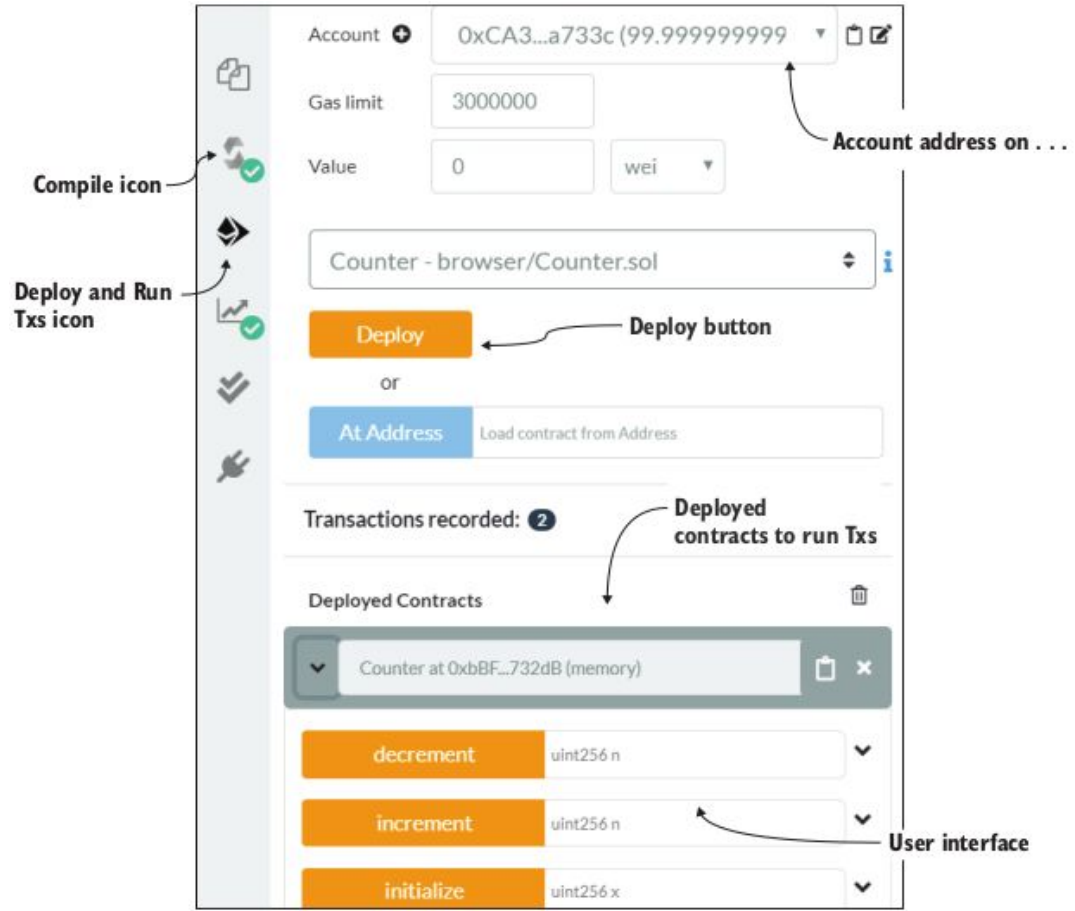 Account
0xCA3...a733c (99.999999999
Gas limit
3000000
Account address on . . .
Value
0
wei
Compile icon
Counter - browser/Counter.sol
Deploy and Run
Txs icon
Deploy
Deploy button
or
At Address
Load contract from Address
Transactions recorded: 2
Deployed
contracts to run Txs
Deployed Contracts
Counter at 0xbBF...732dB (memory)
decrement
uint256 n
increment
uint256 n
User interface
initialize
uint256 x